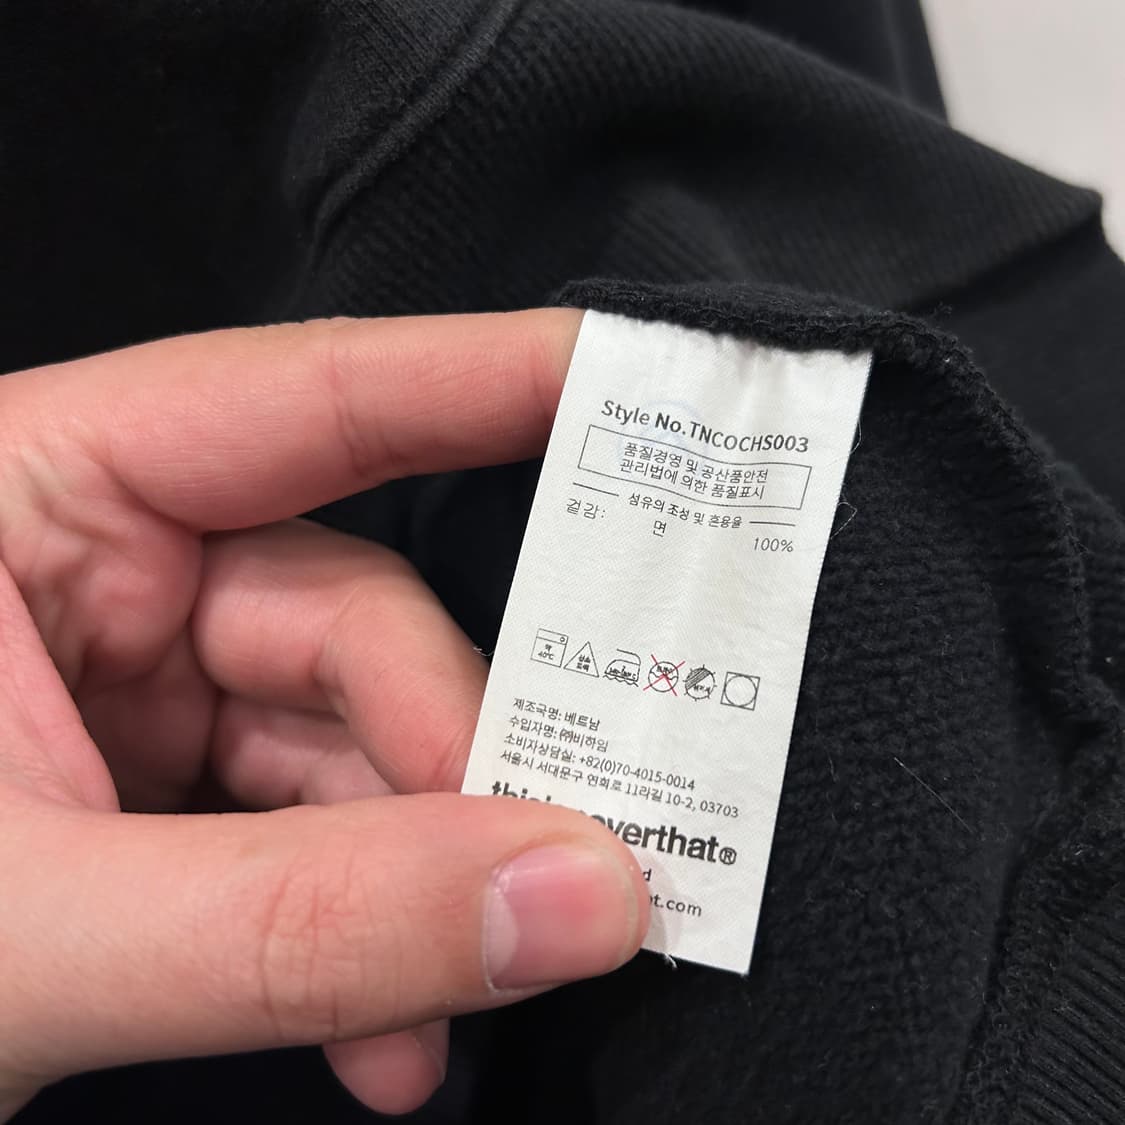 Style No.TNCOCHS003
품질경영 및 공산품안전
관리법에 의한 품질표시
섬유의 조성 및 혼용율
겉감: 면 100%
약
40℃
제조국명: 베트남
수입자명: ㈜비하임
소비자상담실: +82(0)70-4015-0014
서울시 서대문구 연희로 11라길 10-2, 03703
thisisneverthat®
.com